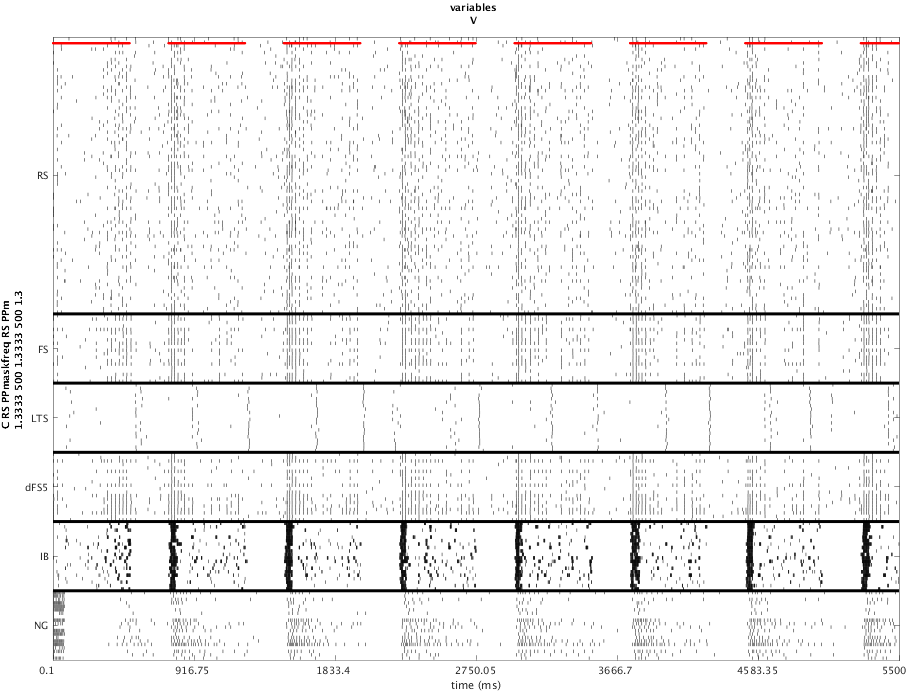 variables
V
C RS PPmaskfreq RS PPm
1.3333 500 1.3333 500 1.3
RS
FS
LTS
dFS5
IB
NG
0.1
916.75
1833.4
2750.05
3666.7
4583.35
5500
time (ms)